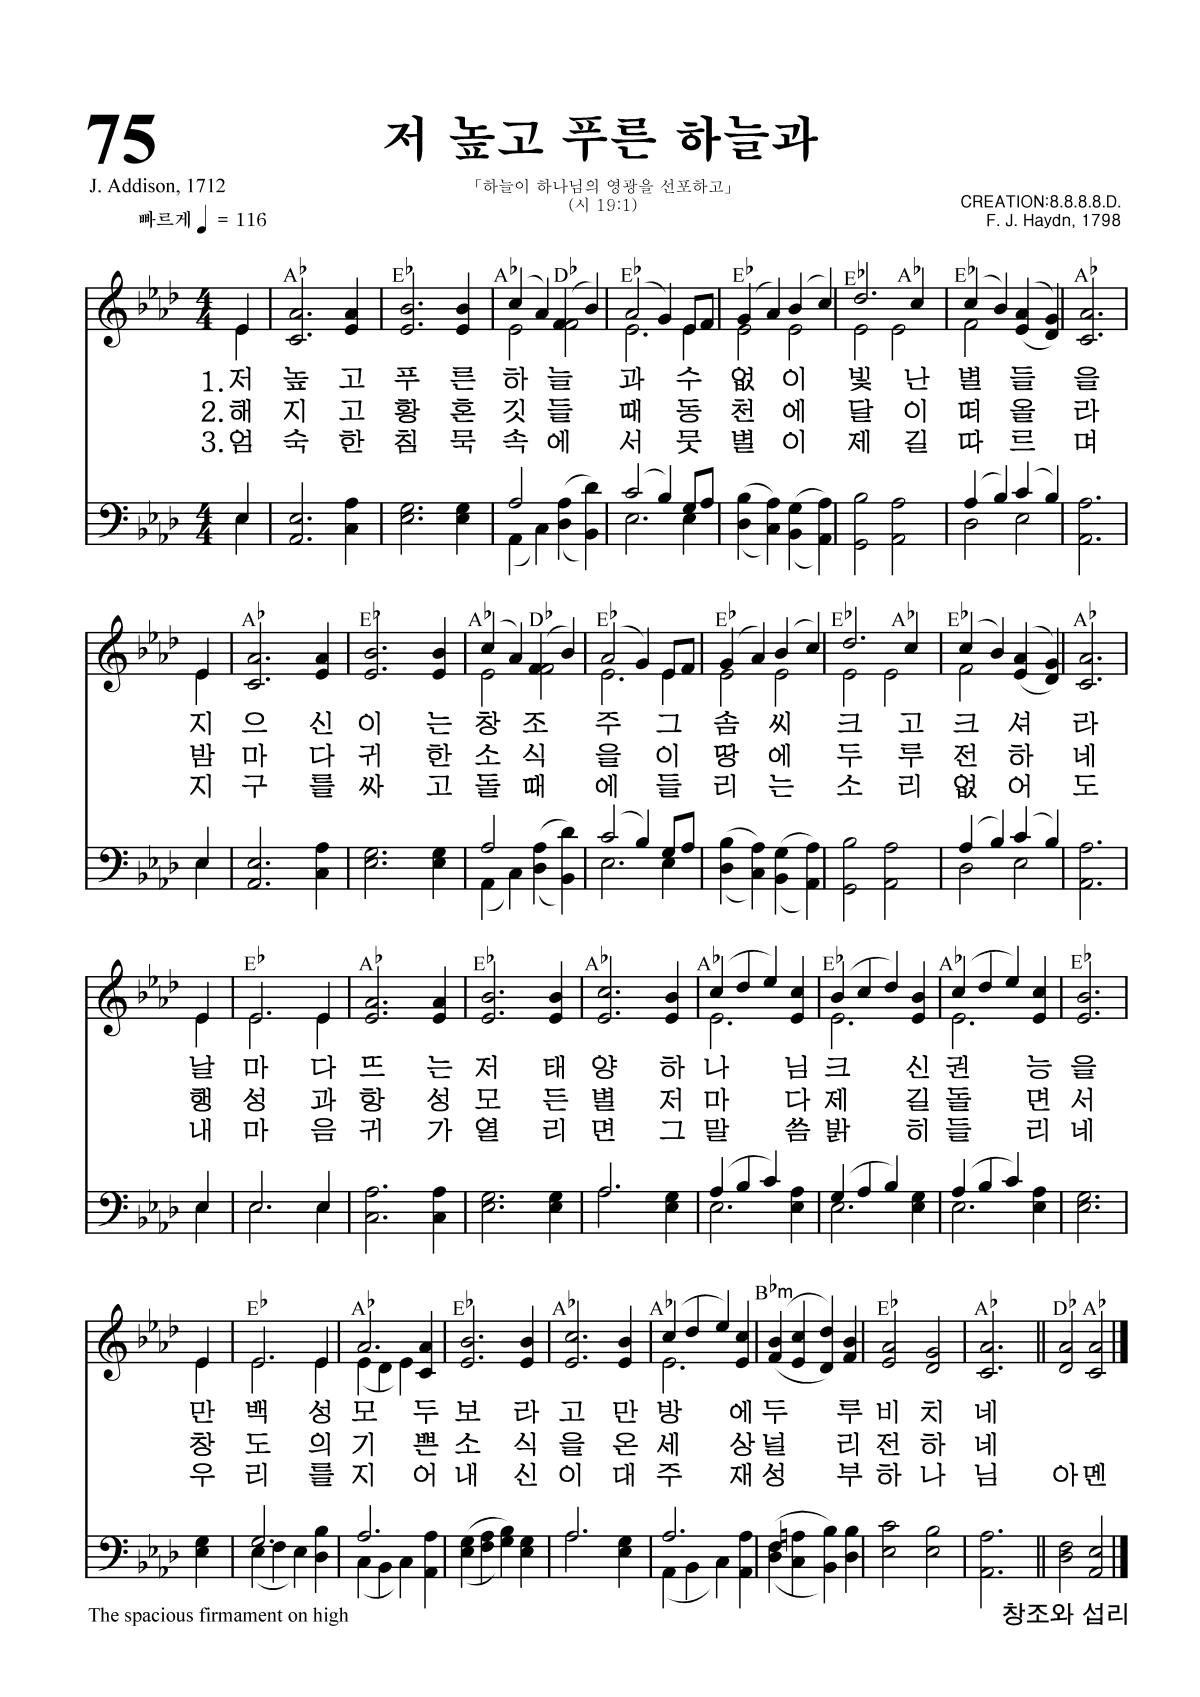 75
저 높고 푸른 하늘과
J. Addison, 1712
「하늘이 하나님의 영광을 선포하고」
(시 19:1)
CREATION:8.8.8.8.D.
빠르게 ♩ = 116
F. J. Haydn, 1798
A♭ E♭ A♭ D♭ E♭ E♭ E♭ A♭ E♭ A♭
4/4
1.저 높 고 푸 른 하 늘 과 수 없 이 빛 난 별 들 을
2.해 지 고 황 혼 깃 들 때 동 천 에 달 이 떠 올 라
3.엄 숙 한 침 묵 속 에 서 뭇 별 이 제 길 따 르 며
4/4
A♭ E♭ A♭ D♭ E♭ E♭ E♭ A♭ E♭ A♭
지 으 신 이 는 창 조 주 그 솜 씨 크 고 크 셔 라
밤 마 다 귀 한 소 식 을 이 땅 에 두 루 전 하 네
지 구 를 싸 고 돌 때 에 들 리 는 소 리 없 어 도
E♭ A♭ E♭ A♭ A♭ E♭ A♭ E♭
날 마 다 뜨 는 저 태 양 하 나 님 크 신 권 능 을
행 성 과 항 성 모 든 별 저 마 다 제 길 돌 면 서
내 마 음 귀 가 열 리 면 그 말 씀 밝 히 들 리 네
E♭ A♭ E♭ A♭ A♭ B♭m E♭ A♭ D♭ A♭
만 백 성 모 두 보 라 고 만 방 에 두 루 비 치 네
창 도 의 기 쁜 소 식 을 온 세 상 널 리 전 하 네
우 리 를 지 어 내 신 이 대 주 재 성 부 하 나 님 아 멘
The spacious firmament on high
창조와 섭리